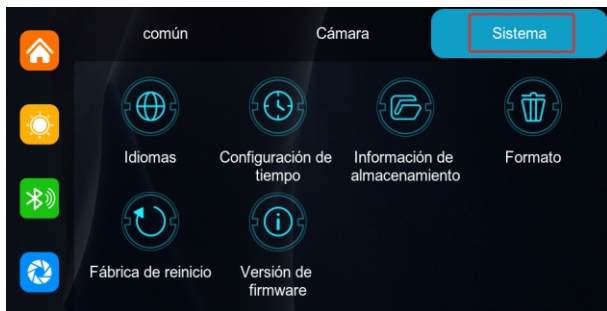 común
Cámara
Sistema
Idiomas
Configuración de
tiempo
Información de
almacenamiento
Formato
Fábrica de reinicio
Versión de
firmware